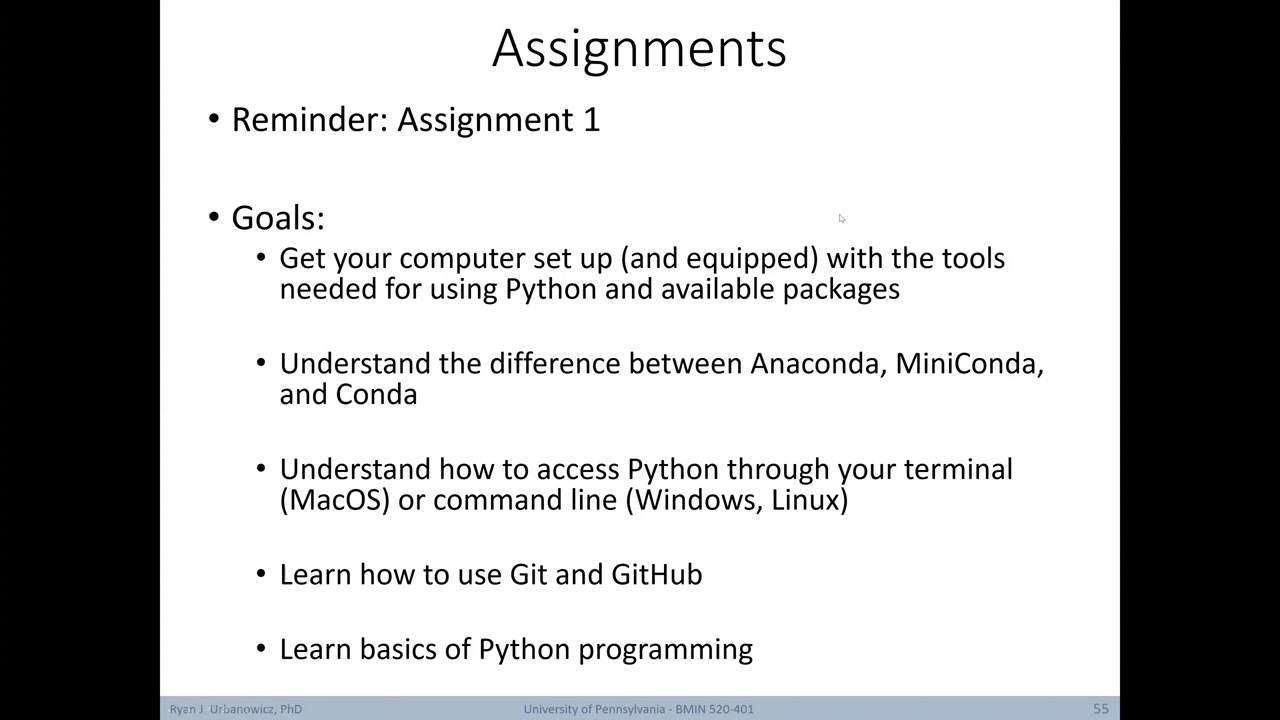 Assignments
• Reminder: Assignment 1
• Goals:
• Get your computer set up (and equipped) with the tools
needed for using Python and available packages
• Understand the difference between Anaconda, MiniConda,
and Conda
• Understand how to access Python through your terminal
(MacOS) or command line (Windows, Linux)
• Learn how to use Git and GitHub
• Learn basics of Python programming
Ryan J. Urbanowicz, PhD
University of Pennsylvania - BMIN 520-401
55